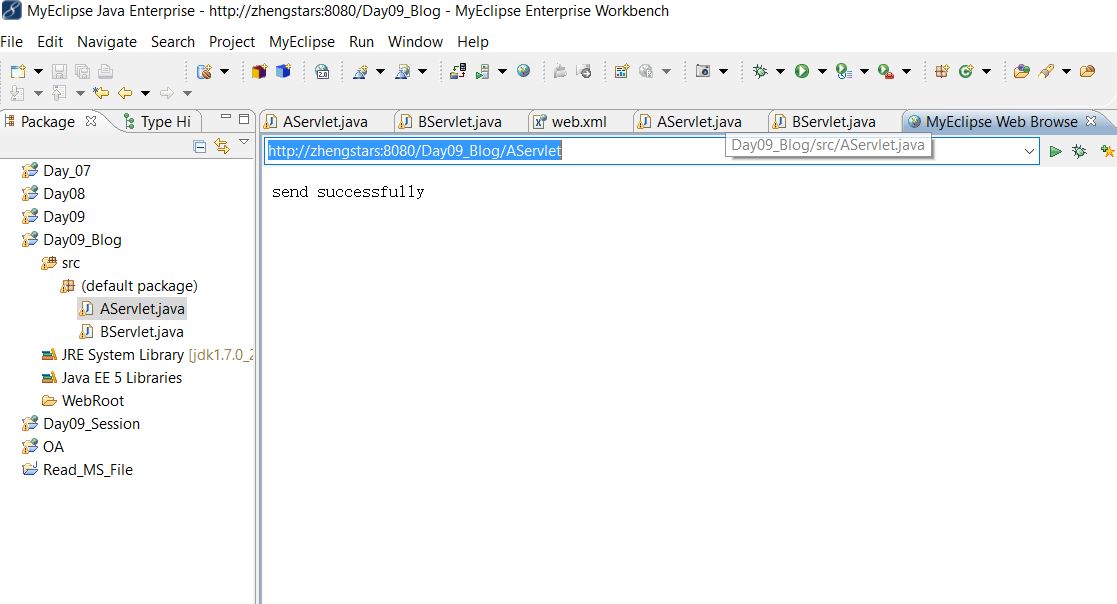 MyEclipse Java Enterprise - http://zhengstars:8080/Day09_Blog - MyEclipse Enterprise Workbench
File Edit Navigate Search Project MyEclipse Run Window Help
Package Type Hi
AServlet.java BServlet.java web.xml AServlet.java BServlet.java MyEclipse Web Browse
http://zhengstars:8080/Day09_Blog/AServlet
Day09_Blog/src/AServlet.java
send successfully
Day_07
Day08
Day09
Day09_Blog
src
(default package)
AServlet.java
BServlet.java
JRE System Library [jdk1.7.0_2
Java EE 5 Libraries
WebRoot
Day09_Session
OA
Read_MS_File